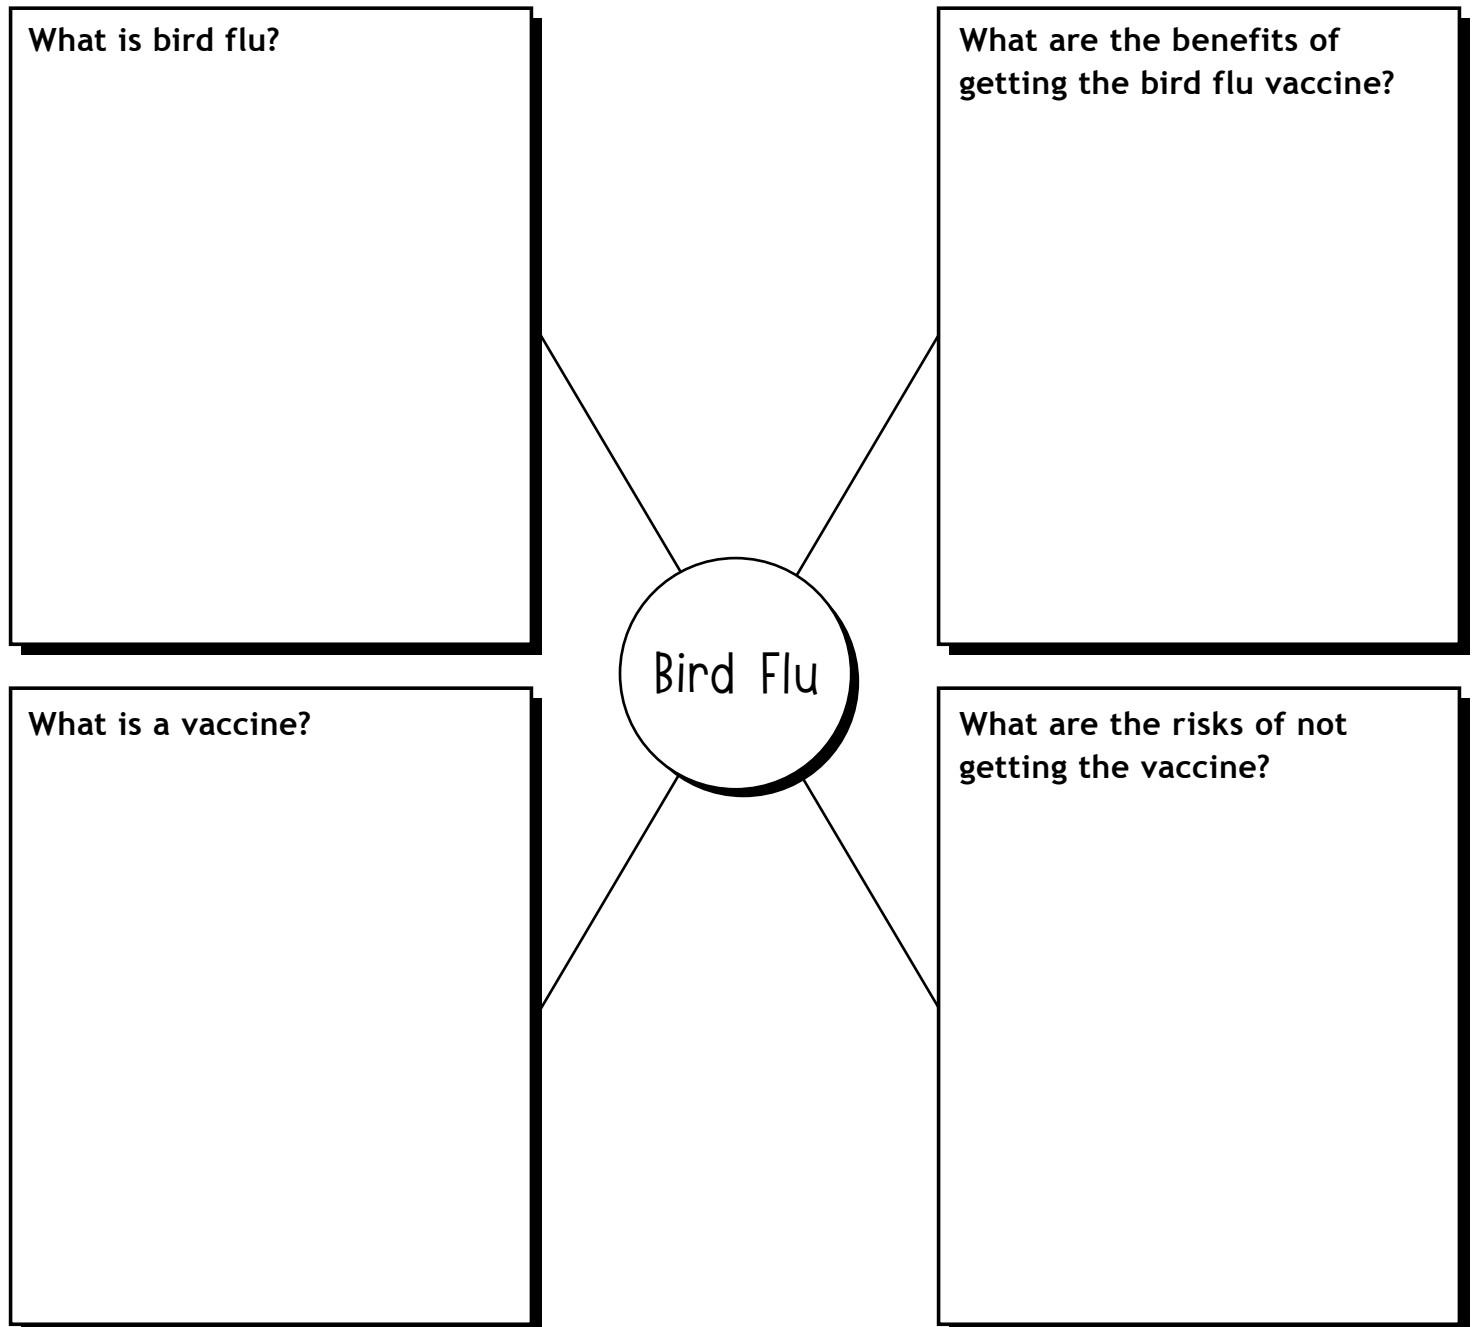 What is bird flu?
What are the benefits of
getting the bird flu vaccine?
Bird Flu
What is a vaccine?
What are the risks of not
getting the vaccine?